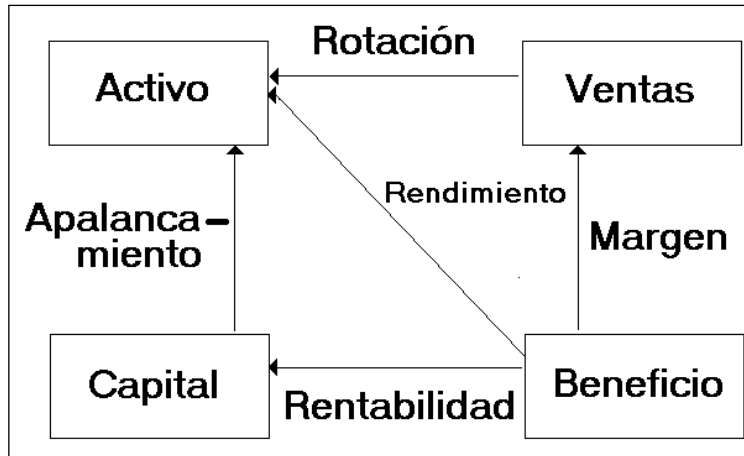 Rotación
Activo
Ventas
Rendimiento
Apalanca-
miento
Margen
Capital
Beneficio
Rentabilidad